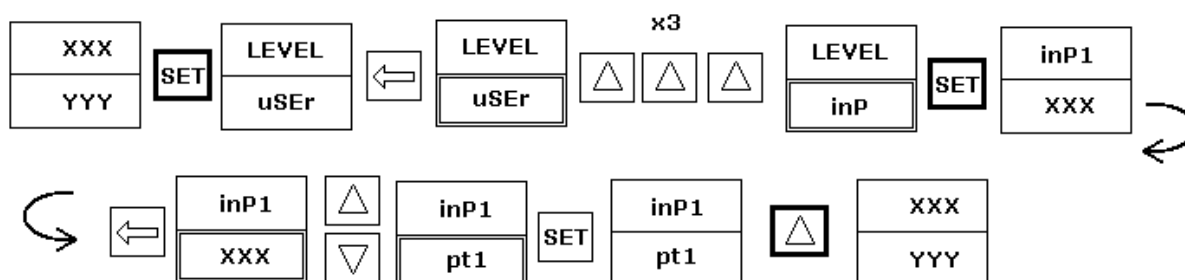 x3
XXX
YYY
SET
LEVEL
uSEr
LEVEL
uSEr
LEVEL
inP
SET
inP1
XXX
inP1
XXX
inP1
pt1
SET
inP1
pt1
XXX
YYY